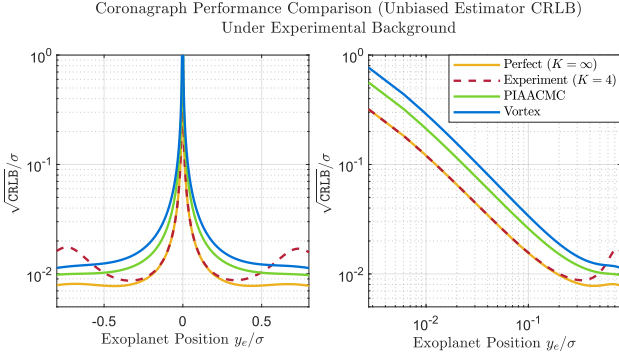 Coronagraph Performance Comparison (Unbiased Estimator CRLB)
Under Experimental Background
10^0
10^-1
10^-2
√CRLB/σ
-0.5
0
0.5
Exoplanet Position y_e/σ
10^0
10^-1
10^-2
√CRLB/σ
10^-2
10^-1
Exoplanet Position y_e/σ
Perfect (K = ∞)
Experiment (K = 4)
PIAACMC
Vortex